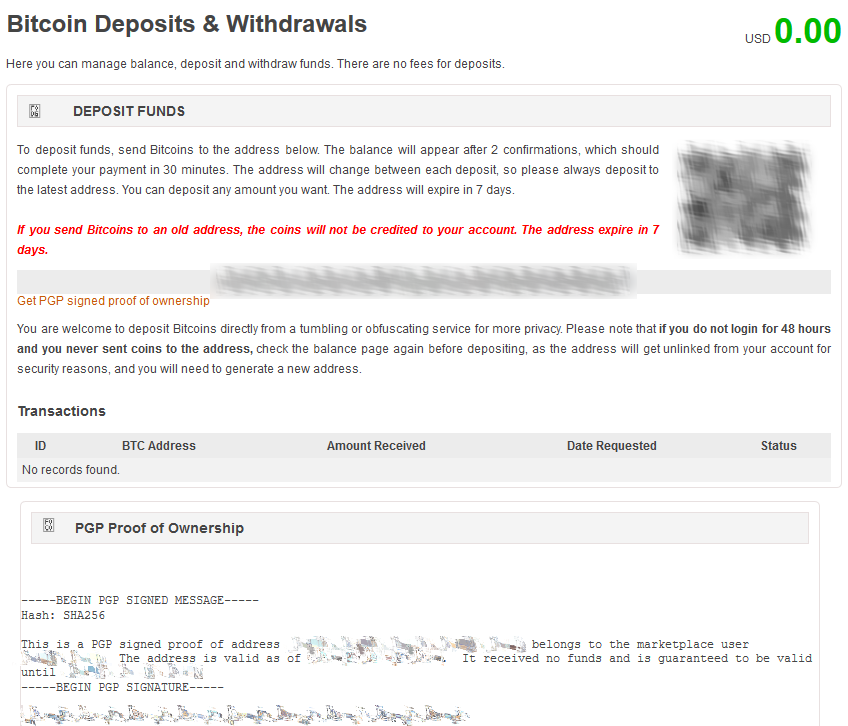 Bitcoin Deposits & Withdrawals
USD 0.00
Here you can manage balance, deposit and withdraw funds. There are no fees for deposits.
DEPOSIT FUNDS
To deposit funds, send Bitcoins to the address below. The balance will appear after 2 confirmations, which should
complete your payment in 30 minutes. The address will change between each deposit, so please always deposit to
the latest address. You can deposit any amount you want. The address will expire in 7 days.
If you send Bitcoins to an old address, the coins will not be credited to your account. The address expire in 7
days.
Get PGP signed proof of ownership
You are welcome to deposit Bitcoins directly from a tumbling or obfuscating service for more privacy. Please note that if you do not login for 48 hours
and you never sent coins to the address, check the balance page again before depositing, as the address will get unlinked from your account for
security reasons, and you will need to generate a new address.
Transactions
ID BTC Address Amount Received Date Requested Status
No records found.
PGP Proof of Ownership
-----BEGIN PGP SIGNED MESSAGE-----
Hash: SHA256
This is a PGP signed proof of address belongs to the marketplace user
The address is valid as of . It received no funds and is guaranteed to be valid
until
-----BEGIN PGP SIGNATURE-----